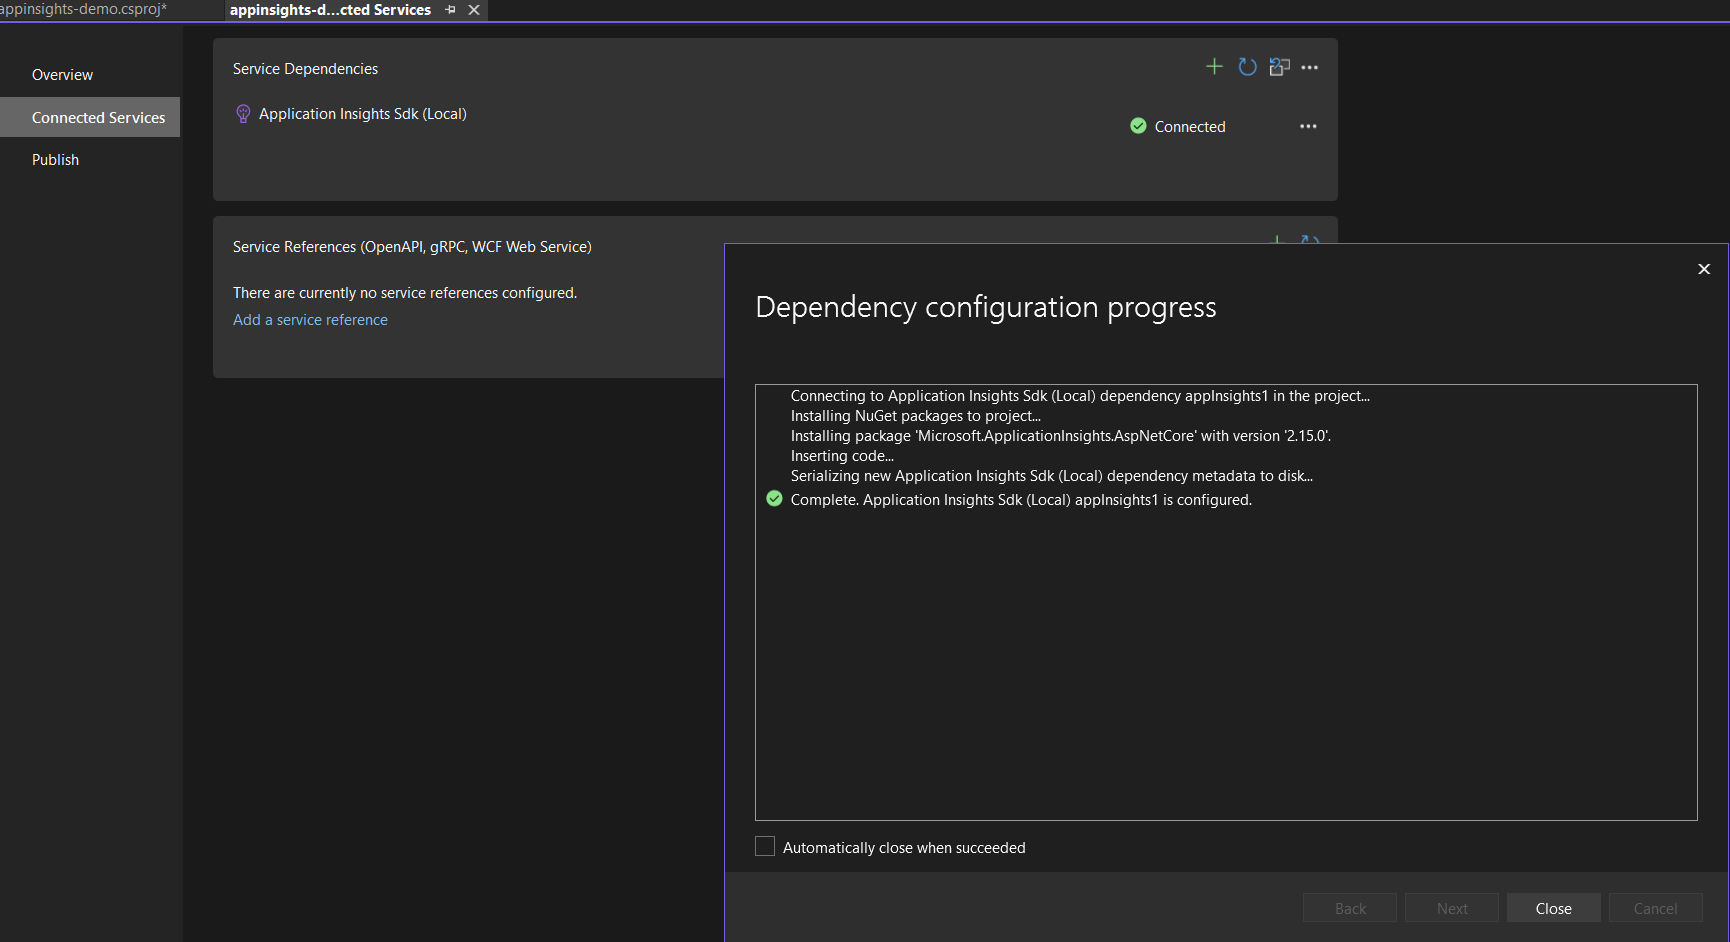 appinsights-demo.csproj*
appinsights-d...cted Services
Overview
Connected Services
Publish
Service Dependencies
Application Insights Sdk (Local)
Connected
Service References (OpenAPI, gRPC, WCF Web Service)
There are currently no service references configured.
Add a service reference
Dependency configuration progress
Connecting to Application Insights Sdk (Local) dependency appInsights1 in the project...
Installing NuGet packages to project...
Installing package 'Microsoft.ApplicationInsights.AspNetCore' with version '2.15.0'.
Inserting code...
Serializing new Application Insights Sdk (Local) dependency metadata to disk...
Complete. Application Insights Sdk (Local) appInsights1 is configured.
Automatically close when succeeded
Back
Next
Close
Cancel